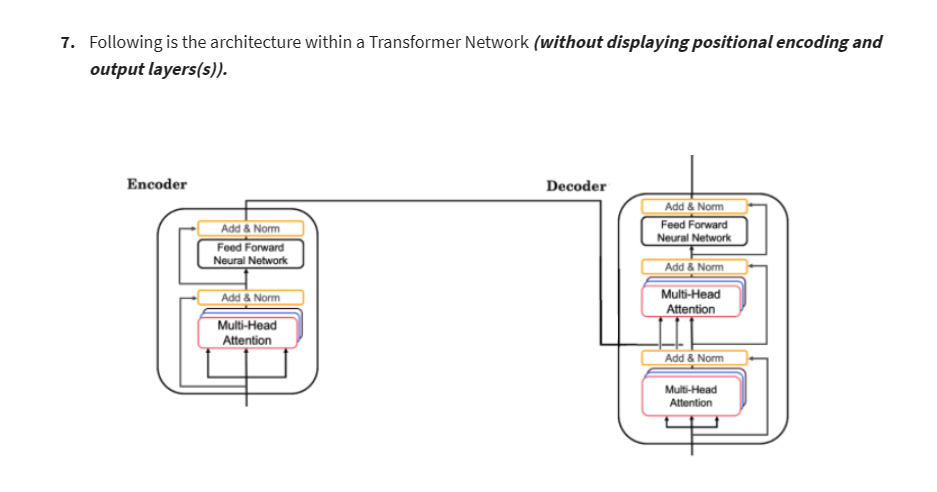 7. Following is the architecture within a Transformer Network (without displaying positional encoding and
output layers(s)).
Encoder
Decoder
Add & Norm
Feed Forward
Neural Network
Add & Norm
Multi-Head
Attention
Add & Norm
Feed Forward
Neural Network
Add & Norm
Multi-Head
Attention
Add & Norm
Multi-Head
Attention